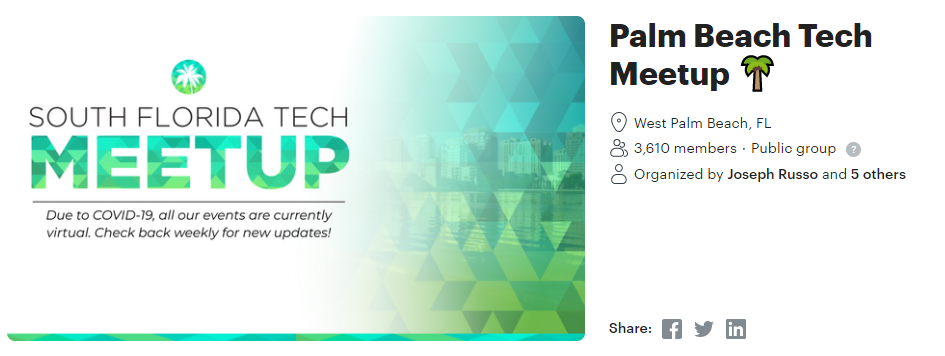 SOUTH FLORIDA TECH
MEETUP
Due to COVID-19, all our events are currently
virtual. Check back weekly for new updates!
Palm Beach Tech
Meetup 🌴
West Palm Beach, FL
3,610 members · Public group ?
Organized by Joseph Russo and 5 others
Share: